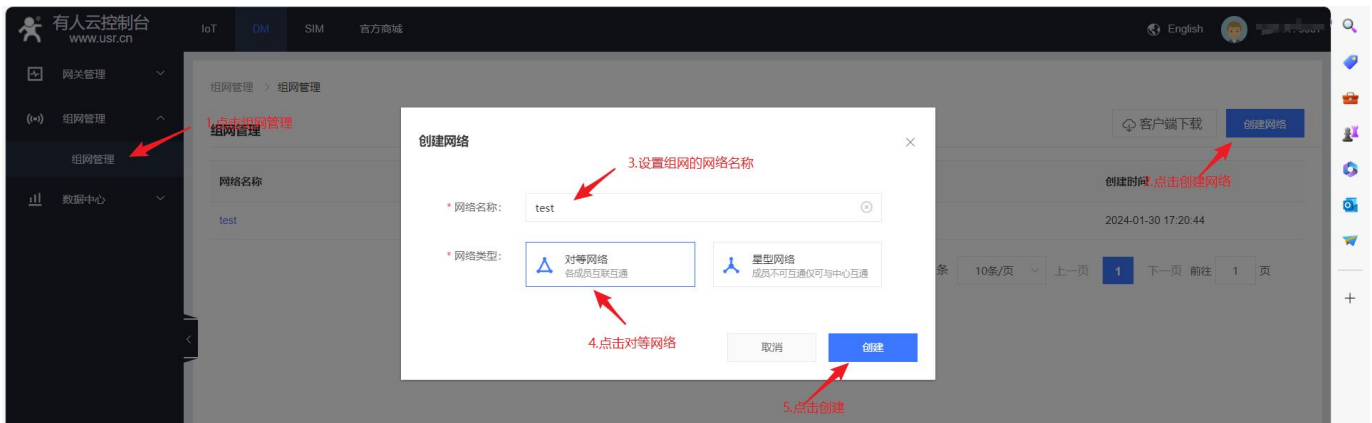 有人云控制台
www.usr.cn
IoT DM SIM 官方商城
English
网关管理
组网管理
组网管理
数据中心
组网管理 > 组网管理
1.点击组网管理
组网管理
客户端下载
创建网络
2.点击创建网络
网络名称
创建时间
test
2024-01-30 17:20:44
条 10条/页 上一页 1 下一页 前往 1 页
创建网络
3.设置组网的网络名称
* 网络名称: test
* 网络类型:
对等网络
各成员互联互通
星型网络
成员不可互通仅可与中心互通
4.点击对等网络
取消 创建
5.点击创建